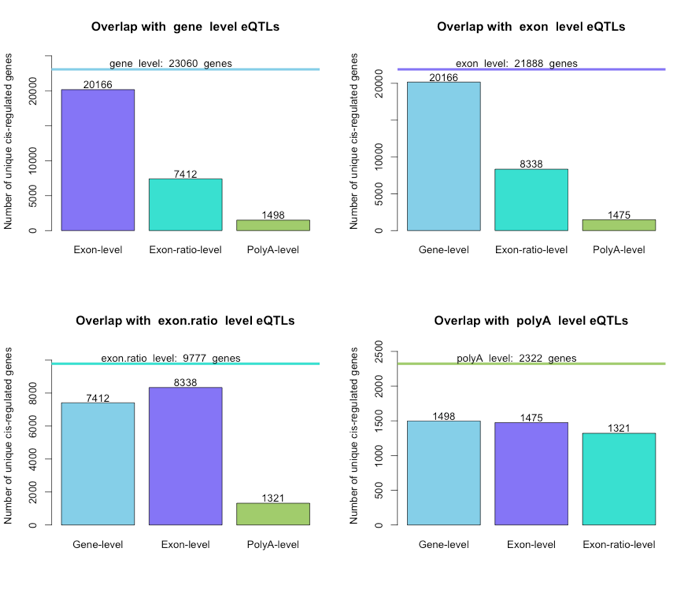 Overlap with gene level eQTLs
Number of unique cis-regulated genes
0
5000
10000
20000
gene level: 23060 genes
20166
7412
1498
Exon-level
Exon-ratio-level
PolyA-level
Overlap with exon level eQTLs
Number of unique cis-regulated genes
0
5000
10000
20000
exon level: 21888 genes
20166
8338
1475
Gene-level
Exon-ratio-level
PolyA-level
Overlap with exon.ratio level eQTLs
Number of unique cis-regulated genes
0
2000
4000
6000
8000
exon.ratio level: 9777 genes
7412
8338
1321
Gene-level
Exon-level
PolyA-level
Overlap with polyA level eQTLs
Number of unique cis-regulated genes
0
500
1000
1500
2000
2500
polyA level: 2322 genes
1498
1475
1321
Gene-level
Exon-level
Exon-ratio-level